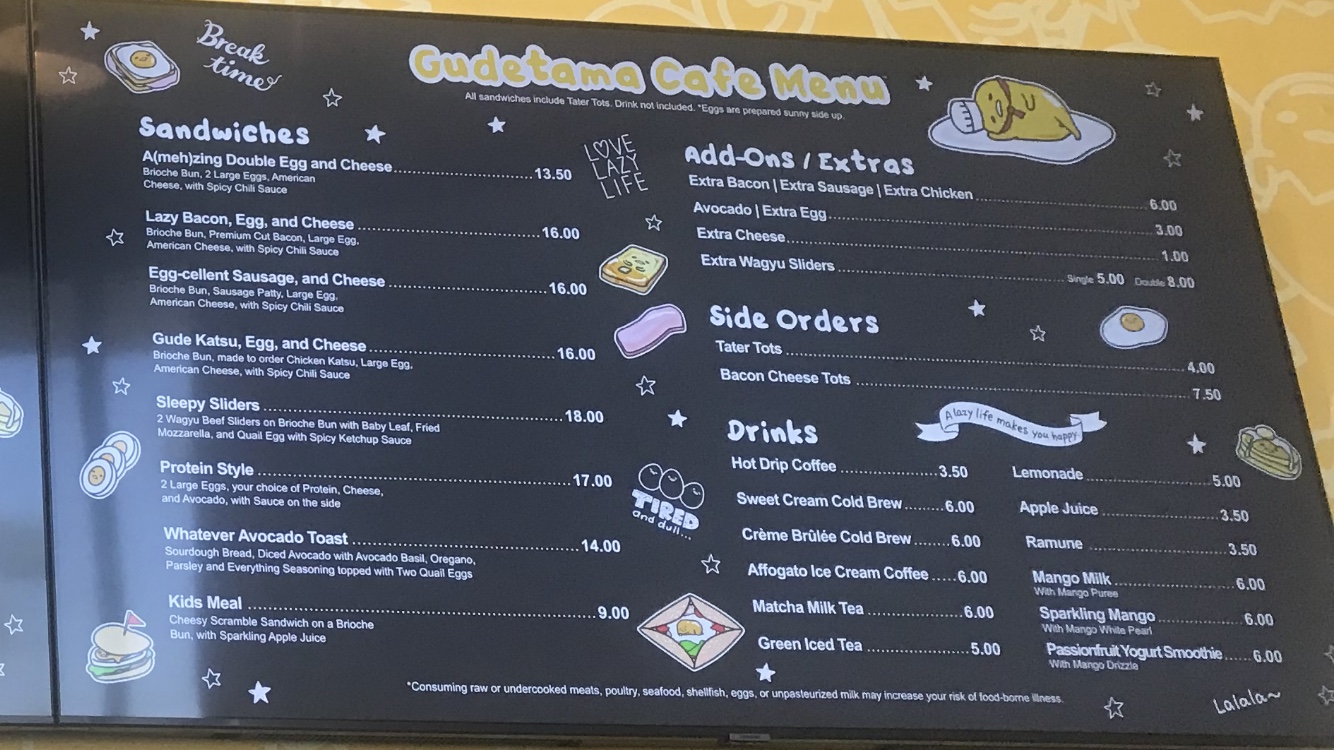 Break
time
Gudetama Cafe Menu
All sandwiches include Tater Tots. Drink not included. *Eggs are prepared sunny side up.
Sandwiches
A(meh)zing Double Egg and Cheese 13.50
Brioche Bun, 2 Large Eggs, American
Cheese, with Spicy Chili Sauce
Lazy Bacon, Egg, and Cheese 16.00
Brioche Bun, Premium Cut Bacon, Large Egg,
American Cheese, with Spicy Chili Sauce
Egg-cellent Sausage, and Cheese 16.00
Brioche Bun, Sausage Patty, Large Egg,
American Cheese, with Spicy Chili Sauce
Gude Katsu, Egg, and Cheese 16.00
Brioche Bun, made to order Chicken Katsu, Large Egg,
American Cheese, with Spicy Chili Sauce
Sleepy Sliders 18.00
2 Wagyu Beef Sliders on Brioche Bun with Baby Leaf, Fried
Mozzarella, and Quail Egg with Spicy Ketchup Sauce
Protein Style 17.00
2 Large Eggs, your choice of Protein, Cheese,
and Avocado, with Sauce on the side
Whatever Avocado Toast 14.00
Sourdough Bread, Diced Avocado with Avocado Basil, Oregano,
Parsley and Everything Seasoning topped with Two Quail Eggs
Kids Meal 9.00
Cheesy Scramble Sandwich on a Brioche
Bun, with Sparkling Apple Juice
LOVE
LAZY
LIFE
TIRED
and dull...
Add-Ons / Extras
Extra Bacon | Extra Sausage | Extra Chicken 6.00
Avocado | Extra Egg 3.00
Extra Cheese 1.00
Extra Wagyu Sliders Single 5.00 Double 8.00
Side Orders
Tater Tots 4.00
Bacon Cheese Tots 7.50
A lazy life makes you happy.
Drinks
Hot Drip Coffee 3.50
Sweet Cream Cold Brew 6.00
Crème Brûlée Cold Brew 6.00
Affogato Ice Cream Coffee 6.00
Matcha Milk Tea 6.00
Green Iced Tea 5.00
Lemonade 5.00
Apple Juice 3.50
Ramune 3.50
Mango Milk 6.00
With Mango Puree
Sparkling Mango 6.00
With Mango White Pearl
Passionfruit Yogurt Smoothie 6.00
With Mango Drizzle
*Consuming raw or undercooked meats, poultry, seafood, shellfish, eggs, or unpasteurized milk may increase your risk of food-borne illness.
Lalala~